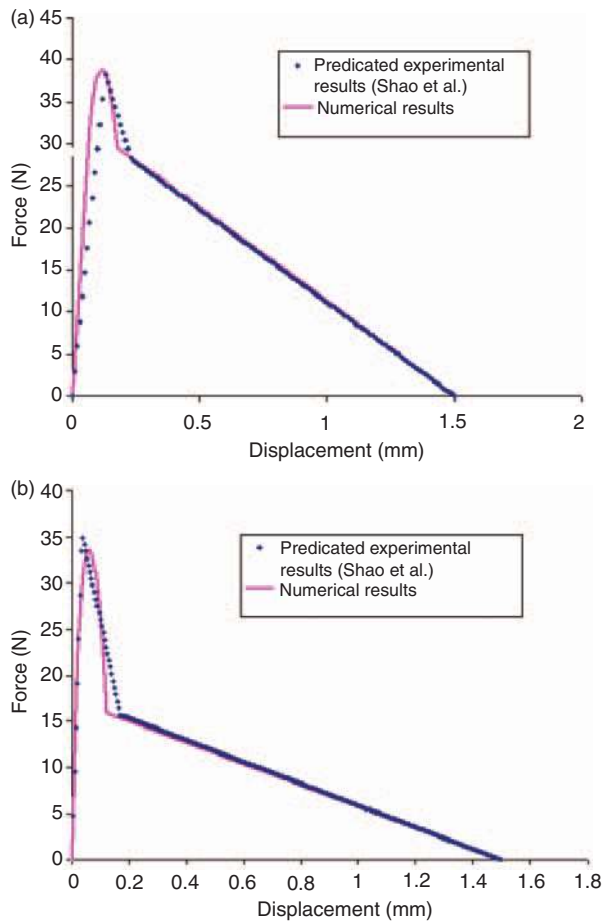 (a)
45
40
35
30
25
20
15
10
5
0
Force (N)
Predicated experimental
results (Shao et al.)
Numerical results
0
0.5
1
1.5
2
Displacement (mm)
(b)
40
35
30
25
20
15
10
5
0
Force (N)
Predicated experimental
results (Shao et al.)
Numerical results
0
0.2
0.4
0.6
0.8
1.0
1.2
1.4
1.6
1.8
Displacement (mm)